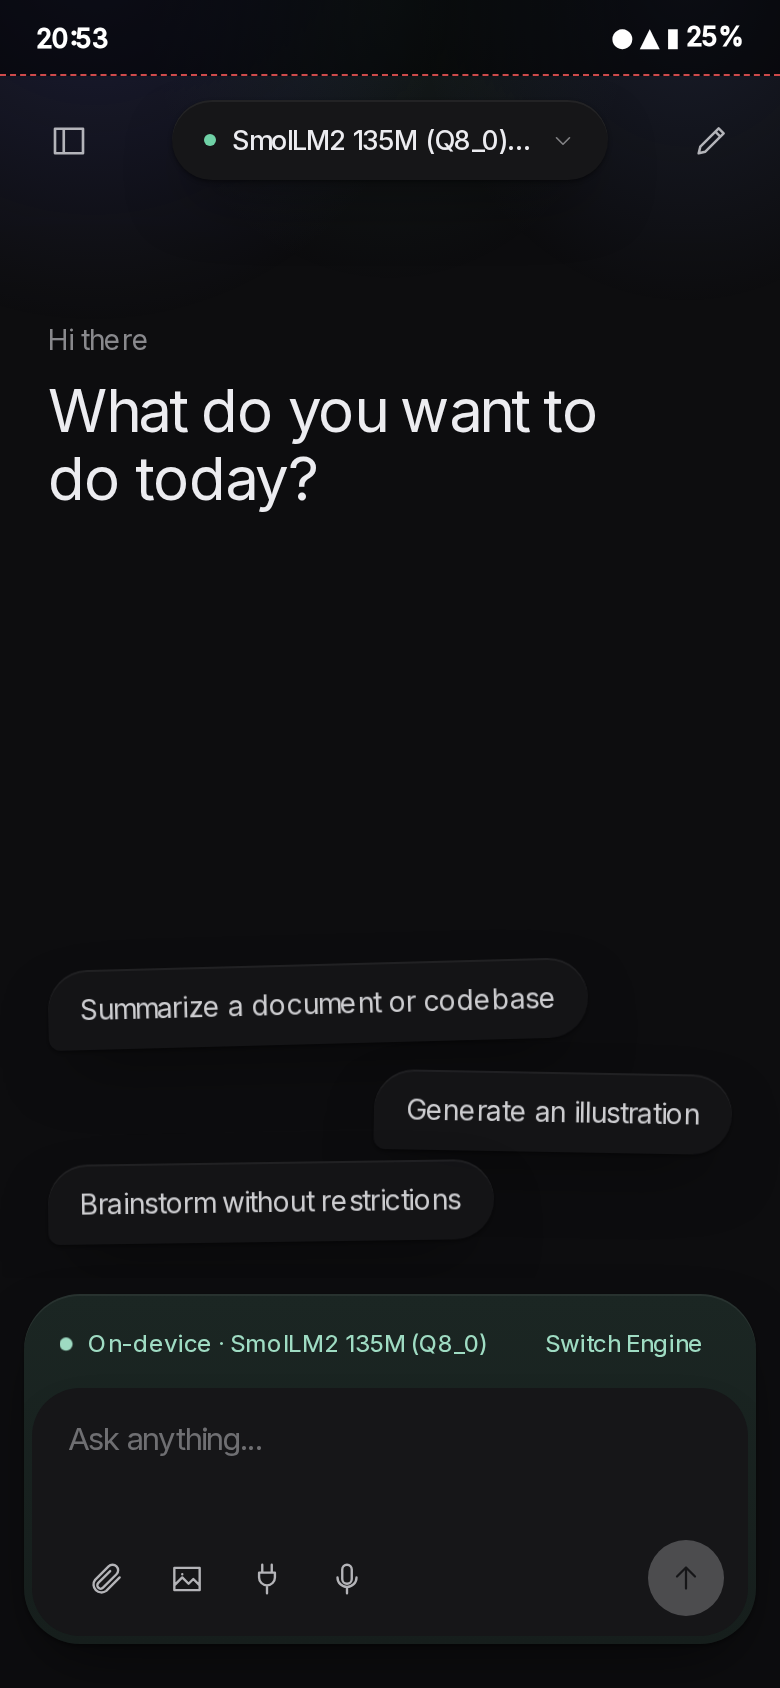 20:53
25%
SmolLM2 135M (Q8_0)...
Hi there
What do you want to
do today?
Summarize a document or codebase
Generate an illustration
Brainstorm without restrictions
On-device · SmolLM2 135M (Q8_0)
Switch Engine
Ask anything...